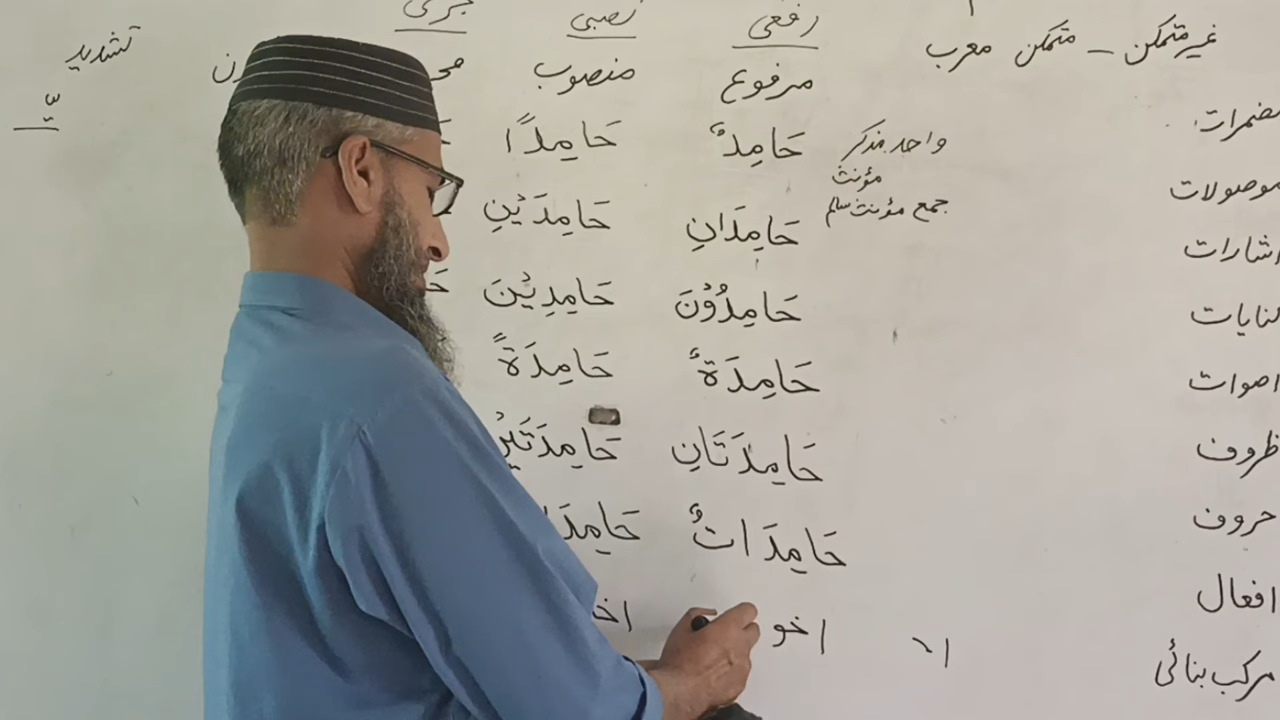 غیر متمکن – متمکن معرب
مضمرات
موصولات
اشارات
کنایات
اصوات
ظروف
حروف
افعال
مرکب بنائی
واحد مذکر
مؤنث
جمع مؤنث سالم
رفعی نصبی جری
مرفوع منصوب
حَامِدٌ حَامِدًا
حَامِدَانِ حَامِدَیْنِ
حَامِدُوْنَ حَامِدِیْنَ
حَامِدَةٌ حَامِدَةً
حَامِدَتَانِ حَامِدَتَیْنِ
حَامِدَاتٌ
اخو
تشدید